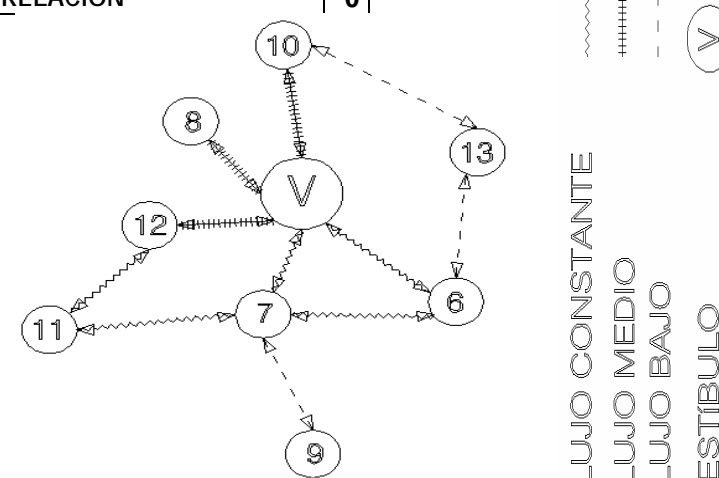 RELACIÓN 0
10
8
13
V
12
6
7
11
9
LUJO CONSTANTE
LUJO MEDIO
LUJO BAJO
V ESTÍBULO